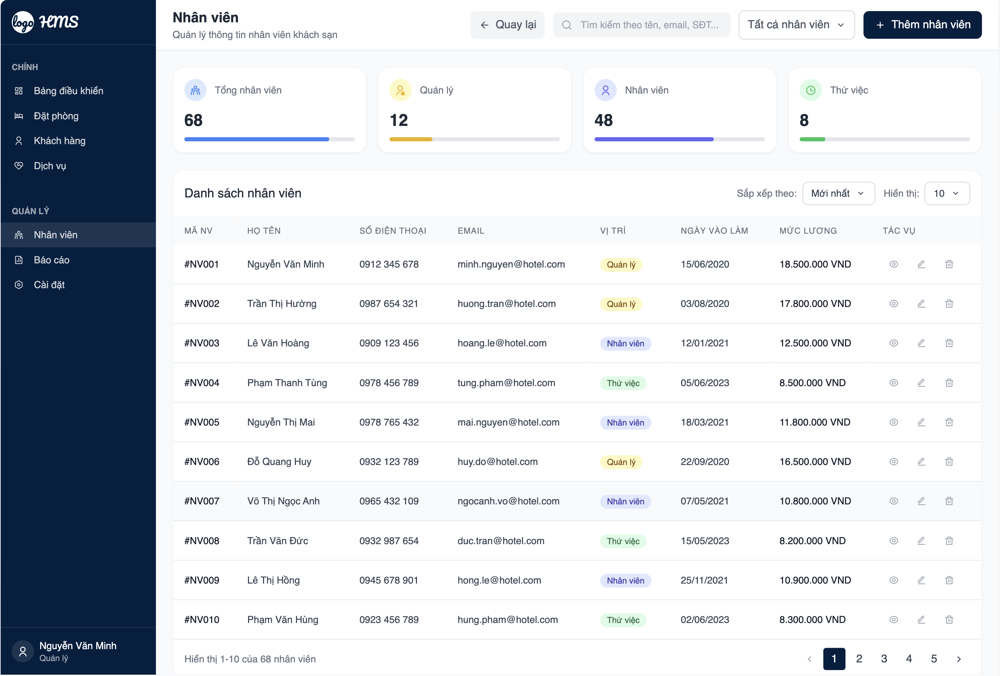 logo HMS
CHÍNH
Bảng điều khiển
Đặt phòng
Khách hàng
Dịch vụ
QUẢN LÝ
Nhân viên
Báo cáo
Cài đặt
Nguyễn Văn Minh
Quản lý
Nhân viên
Quản lý thông tin nhân viên khách sạn
Quay lại
Tìm kiếm theo tên, email, SĐT...
Tất cả nhân viên
+ Thêm nhân viên
Tổng nhân viên
68
Quản lý
12
Nhân viên
48
Thử việc
8
Danh sách nhân viên
Sắp xếp theo: Mới nhất Hiển thị: 10
MÃ NV HỌ TÊN SỐ ĐIỆN THOẠI EMAIL VỊ TRÍ NGÀY VÀO LÀM MỨC LƯƠNG TÁC VỤ
#NV001 Nguyễn Văn Minh 0912 345 678 minh.nguyen@hotel.com Quản lý 15/06/2020 18.500.000 VND
#NV002 Trần Thị Hường 0987 654 321 huong.tran@hotel.com Quản lý 03/08/2020 17.800.000 VND
#NV003 Lê Văn Hoàng 0909 123 456 hoang.le@hotel.com Nhân viên 12/01/2021 12.500.000 VND
#NV004 Phạm Thanh Tùng 0978 456 789 tung.pham@hotel.com Thử việc 05/06/2023 8.500.000 VND
#NV005 Nguyễn Thị Mai 0978 765 432 mai.nguyen@hotel.com Nhân viên 18/03/2021 11.800.000 VND
#NV006 Đỗ Quang Huy 0932 123 789 huy.do@hotel.com Quản lý 22/09/2020 16.500.000 VND
#NV007 Võ Thị Ngọc Anh 0965 432 109 ngocanh.vo@hotel.com Nhân viên 07/05/2021 10.800.000 VND
#NV008 Trần Văn Đức 0932 987 654 duc.tran@hotel.com Thử việc 15/05/2023 8.200.000 VND
#NV009 Lê Thị Hồng 0945 678 901 hong.le@hotel.com Nhân viên 25/11/2021 10.900.000 VND
#NV010 Phạm Văn Hùng 0923 456 789 hung.pham@hotel.com Thử việc 02/06/2023 8.300.000 VND
Hiển thị 1-10 của 68 nhân viên
1 2 3 4 5